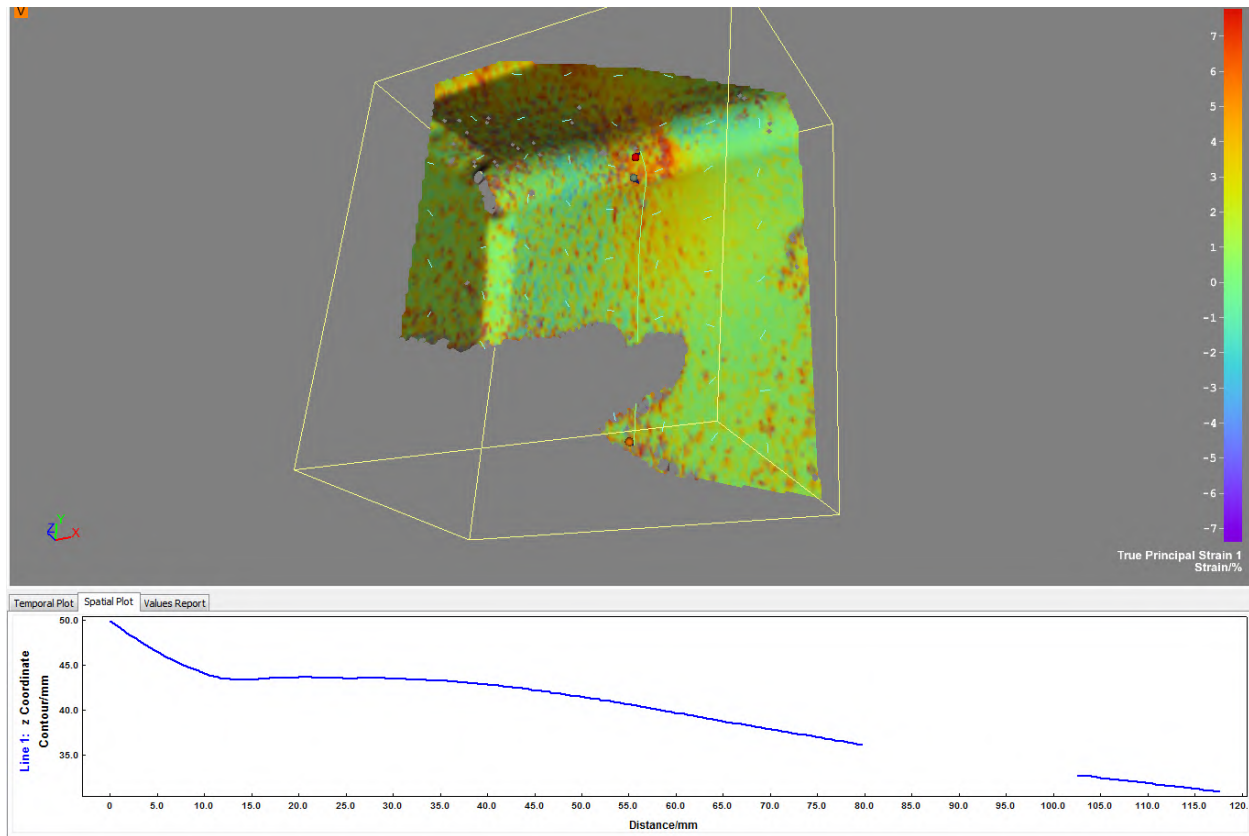 V
7
6
5
4
3
2
1
0
-1
-2
-3
-4
-5
-6
-7
True Principal Strain 1
Strain/%
Z Y X
Temporal Plot Spatial Plot Values Report
Line 1: z Coordinate
Contour/mm
50.0
45.0
40.0
35.0
0 5.0 10.0 15.0 20.0 25.0 30.0 35.0 40.0 45.0 50.0 55.0 60.0 65.0 70.0 75.0 80.0 85.0 90.0 95.0 100.0 105.0 110.0 115.0 120.
Distance/mm